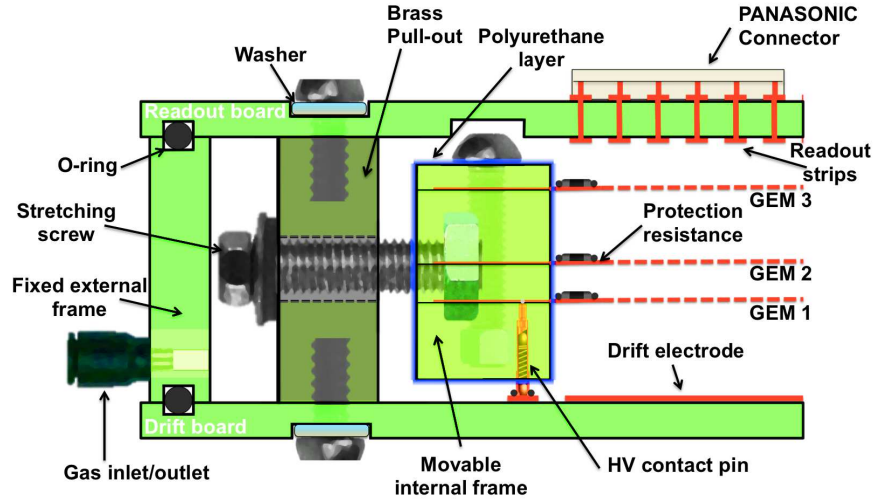 Brass
Pull-out
PANASONIC
Connector
Polyurethane
layer
Washer
Readout board
O-ring
Readout
strips
Stretching
screw
GEM 3
Protection
resistance
GEM 2
Fixed external
frame
GEM 1
Drift electrode
Drift board
Gas inlet/outlet
Movable
internal frame
HV contact pin